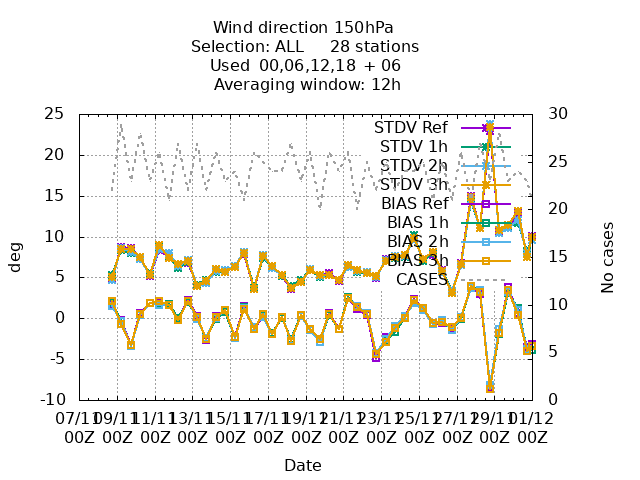 Wind direction 150hPa
Selection: ALL 28 stations
Used 00,06,12,18 + 06
Averaging window: 12h
25
20
15
10
5
0
-5
-10
deg
30
25
20
15
10
5
0
No cases
STDV Ref
STDV 1h
STDV 2h
STDV 3h
BIAS Ref
BIAS 1h
BIAS 2h
BIAS 3h
CASES
07/11 09/11 11/11 13/11 15/11 17/11 19/11 21/11 23/11 25/11 27/11 29/11 01/12
00Z 00Z 00Z 00Z 00Z 00Z 00Z 00Z 00Z 00Z 00Z 00Z 00Z
Date